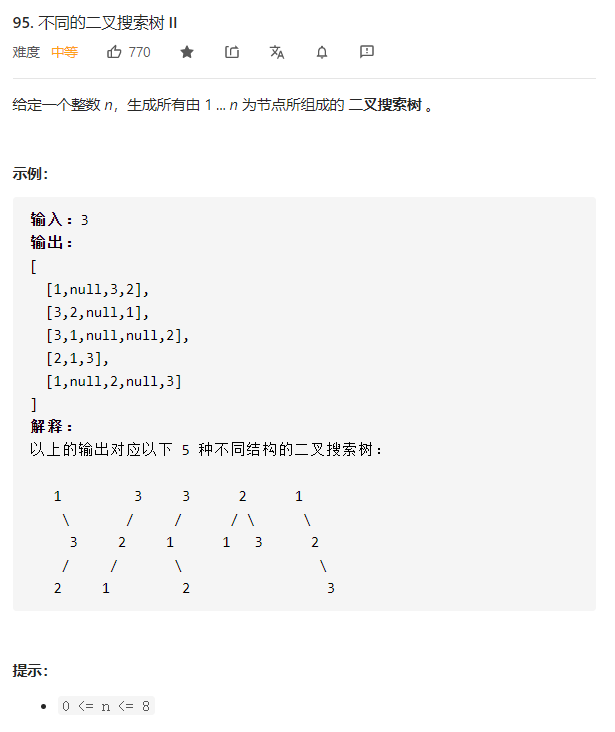 95. 不同的二叉搜索树 II
难度 中等 770
给定一个整数 n，生成所有由 1 ... n 为节点所组成的 二叉搜索树 。
示例：
输入：3
输出：
[
  [1,null,3,2],
  [3,2,null,1],
  [3,1,null,null,2],
  [2,1,3],
  [1,null,2,null,3]
]
解释：
以上的输出对应以下 5 种不同结构的二叉搜索树：
   1         3     3      2      1
    \       /     /      / \      \
     3     2     1      1   3      2
    /     /       \                 \
   2     1         2                 3
提示：
• 0 <= n <= 8